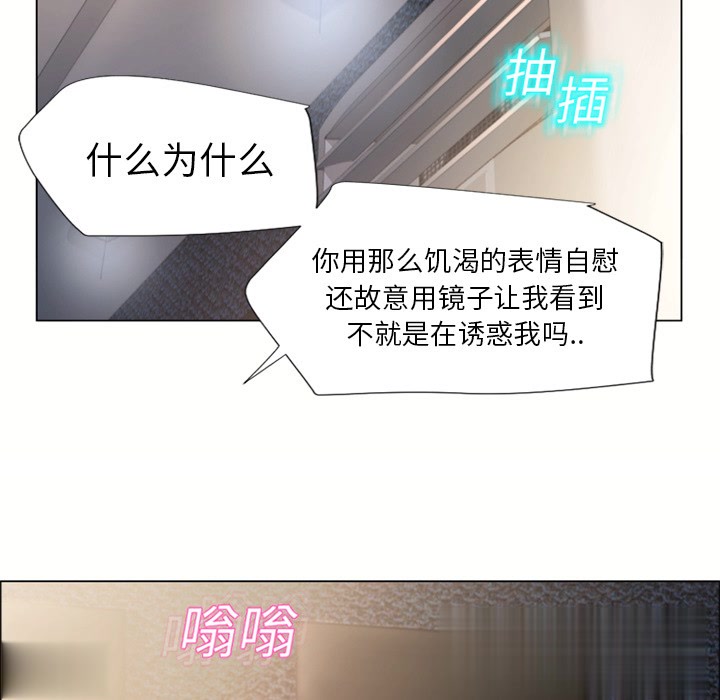 抽插
什么为什么
你用那么饥渴的表情自慰
还故意用镜子让我看到
不就是在诱惑我吗..
嗡嗡